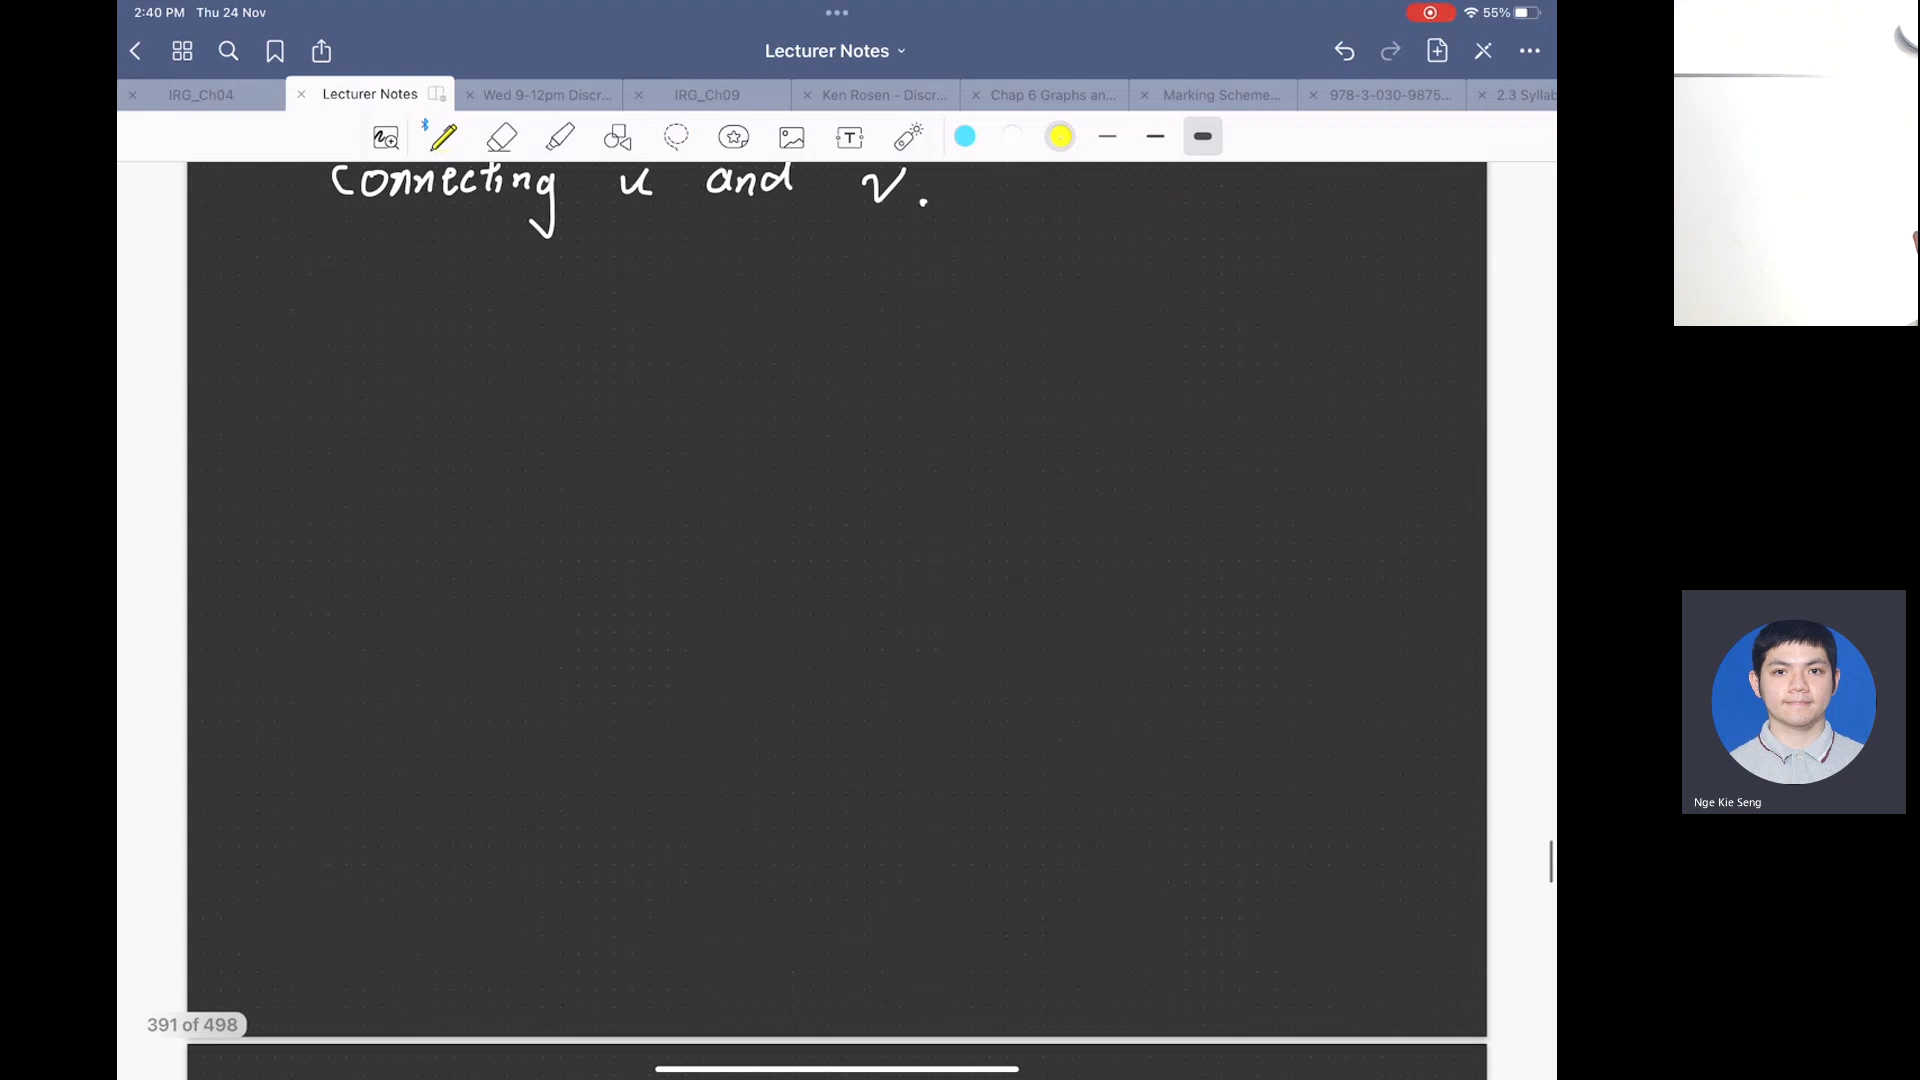 2:40 PM Thu 24 Nov
55%
Lecturer Notes
IRG_Ch04
Lecturer Notes
Wed 9-12pm Discr...
IRG_Ch09
Ken Rosen - Discr...
Chap 6 Graphs an...
Marking Scheme...
978-3-030-9875...
2.3 Syllab
T
Connecting u and v.
391 of 498
Nge Kie Seng